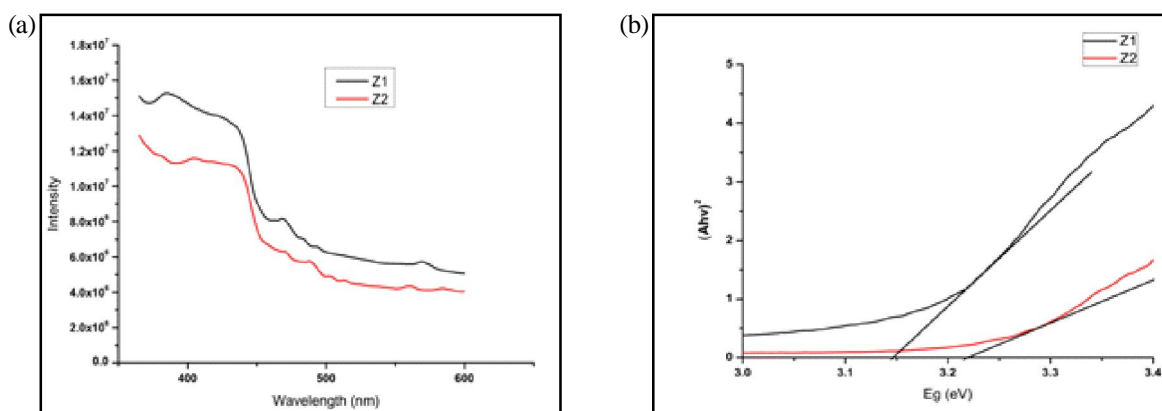 (a)
1.8x10⁷
1.6x10⁷
1.4x10⁷
1.2x10⁷
1.0x10⁷
8.0x10⁶
6.0x10⁶
4.0x10⁶
2.0x10⁶
0.0
Intensity
400
500
600
Wavelength (nm)
Z1
Z2
(b)
Z1
Z2
5
4
3
2
1
0
(Ahv)²
3.0
3.1
3.2
3.3
3.4
Eg (eV)